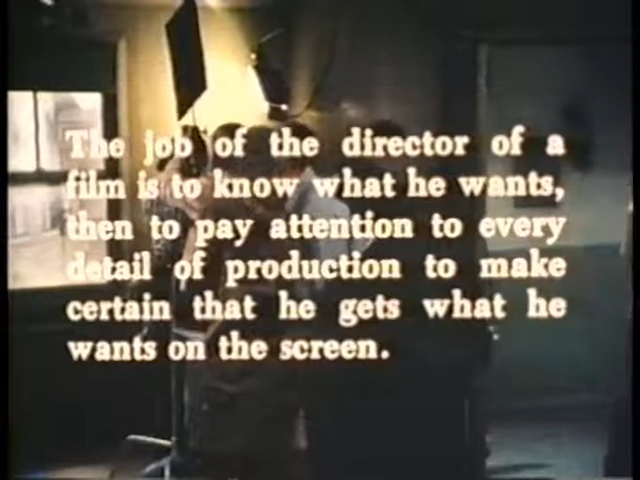 The job of the director of a
film is to know what he wants,
then to pay attention to every
detail of production to make
certain that he gets what he
wants on the screen.